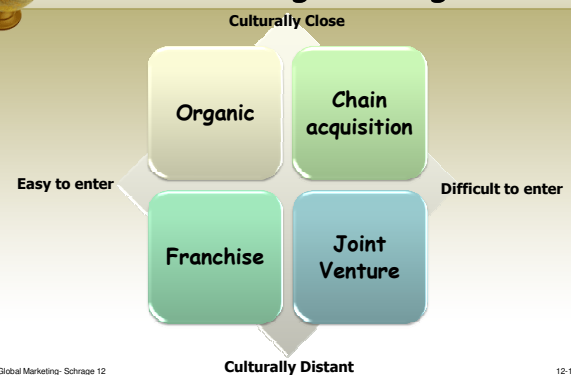 Culturally Close
Organic
Chain
acquisition
Easy to enter
Difficult to enter
Franchise
Joint
Venture
Global Marketing- Schrage 12
Culturally Distant
12-1